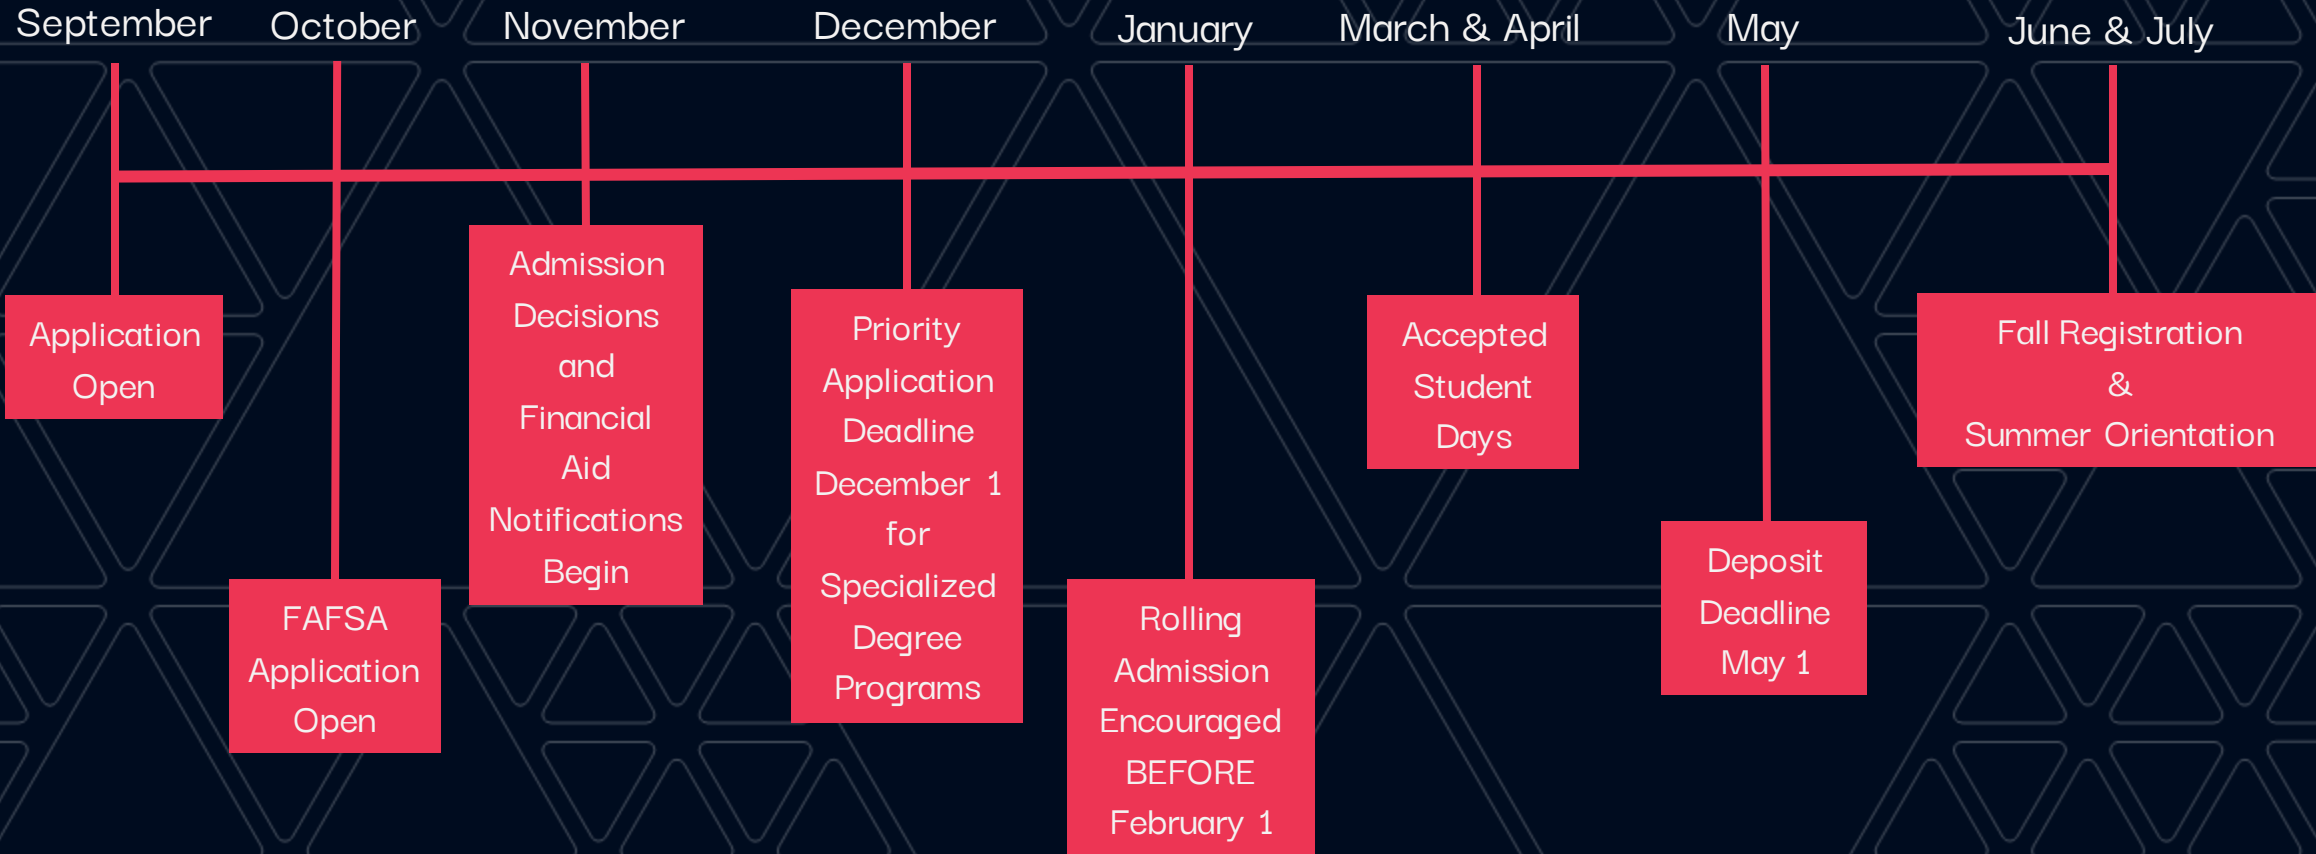 September
October
November
December
January
March & April
May
June & July
Application
Open
FAFSA
Application
Open
Admission
Decisions
and
Financial
Aid
Notifications
Begin
Priority
Application
Deadline
December 1
for
Specialized
Degree
Programs
Rolling
Admission
Encouraged
BEFORE
February 1
Accepted
Student
Days
Deposit
Deadline
May 1
Fall Registration
&
Summer Orientation